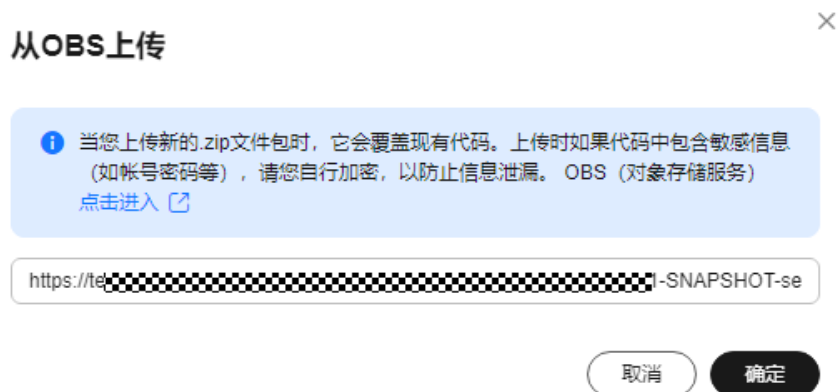 从OBS上传
当您上传新的.zip文件包时，它会覆盖现有代码。上传时如果代码中包含敏感信息
（如帐号密码等），请您自行加密，以防止信息泄漏。 OBS（对象存储服务）
点击进入
https://te 1-SNAPSHOT-se
取消 确定